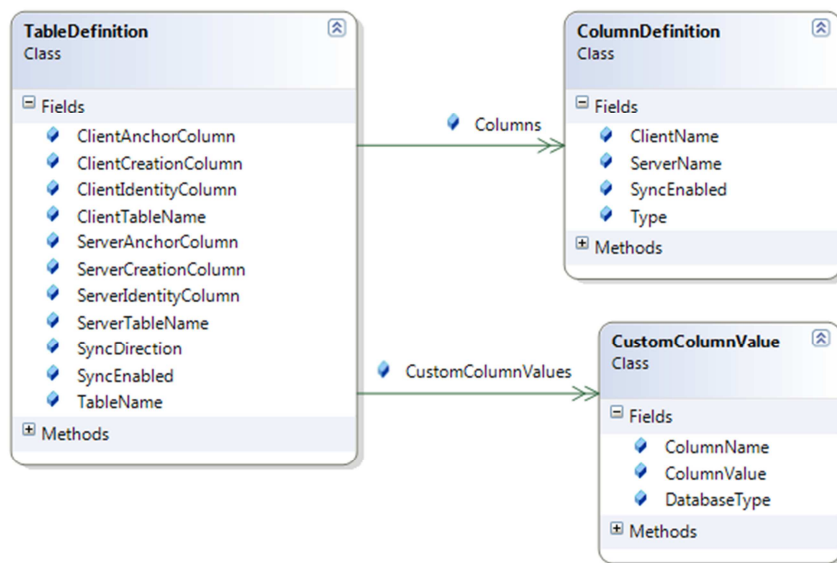 TableDefinition
Class
Fields
ClientAnchorColumn
ClientCreationColumn
ClientIdentityColumn
ClientTableName
ServerAnchorColumn
ServerCreationColumn
ServerIdentityColumn
ServerTableName
SyncDirection
SyncEnabled
TableName
Methods
Columns
CustomColumnValues
ColumnDefinition
Class
Fields
ClientName
ServerName
SyncEnabled
Type
Methods
CustomColumnValue
Class
Fields
ColumnName
ColumnValue
DatabaseType
Methods